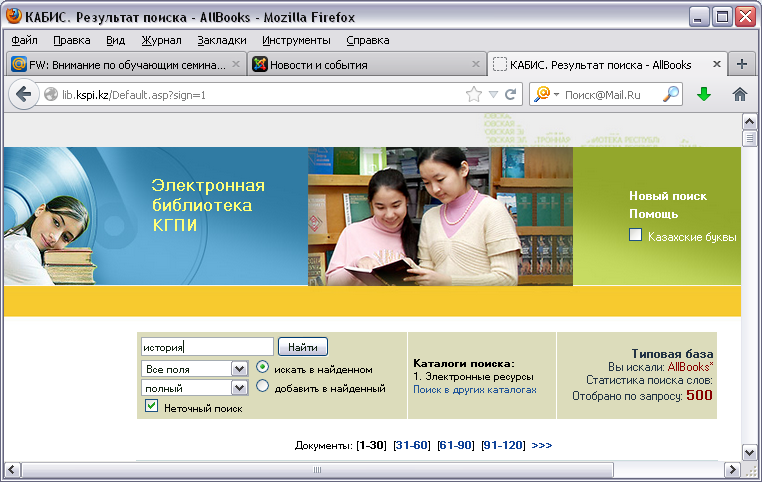 КАБИС. Результат поиска - AllBooks - Mozilla Firefox
Файл Правка Вид Журнал Закладки Инструменты Справка
FW: Внимание по обучающим семина... Новости и события КАБИС. Результат поиска - AllBooks
lib.kspi.kz/Default.asp?sign=1 Поиск@Mail.Ru
Электронная
библиотека
КГПИ
Новый поиск
Помощь
Казахские буквы
история Найти
Все поля искать в найденном
полный добавить в найденный
Неточный поиск
Каталоги поиска:
1. Электронные ресурсы
Поиск в других каталогах
Типовая база
Вы искали: AllBooks*
Статистика поиска слов:
Отобрано по запросу: 500
Документы: [1-30] [31-60] [61-90] [91-120] >>>